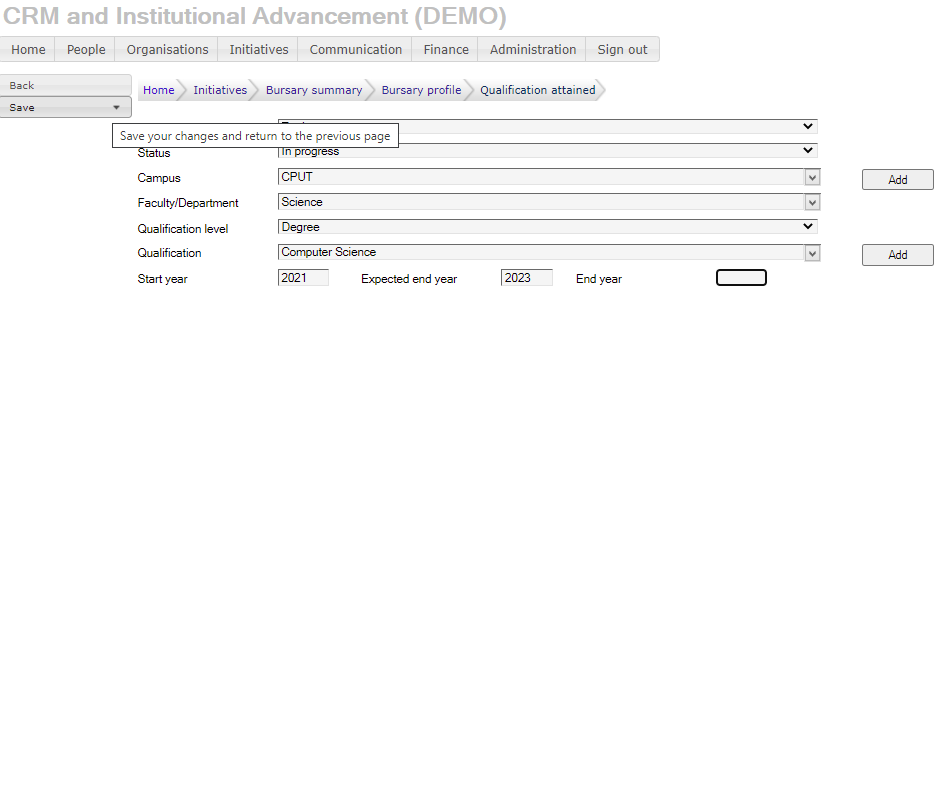 CRM and Institutional Advancement (DEMO)
Home People Organisations Initiatives Communication Finance Administration Sign out
Back
Home Initiatives Bursary summary Bursary profile Qualification attained
Save
Save your changes and return to the previous page
Status In progress
Campus CPUT Add
Faculty/Department Science
Qualification level Degree
Qualification Computer Science Add
Start year 2021 Expected end year 2023 End year